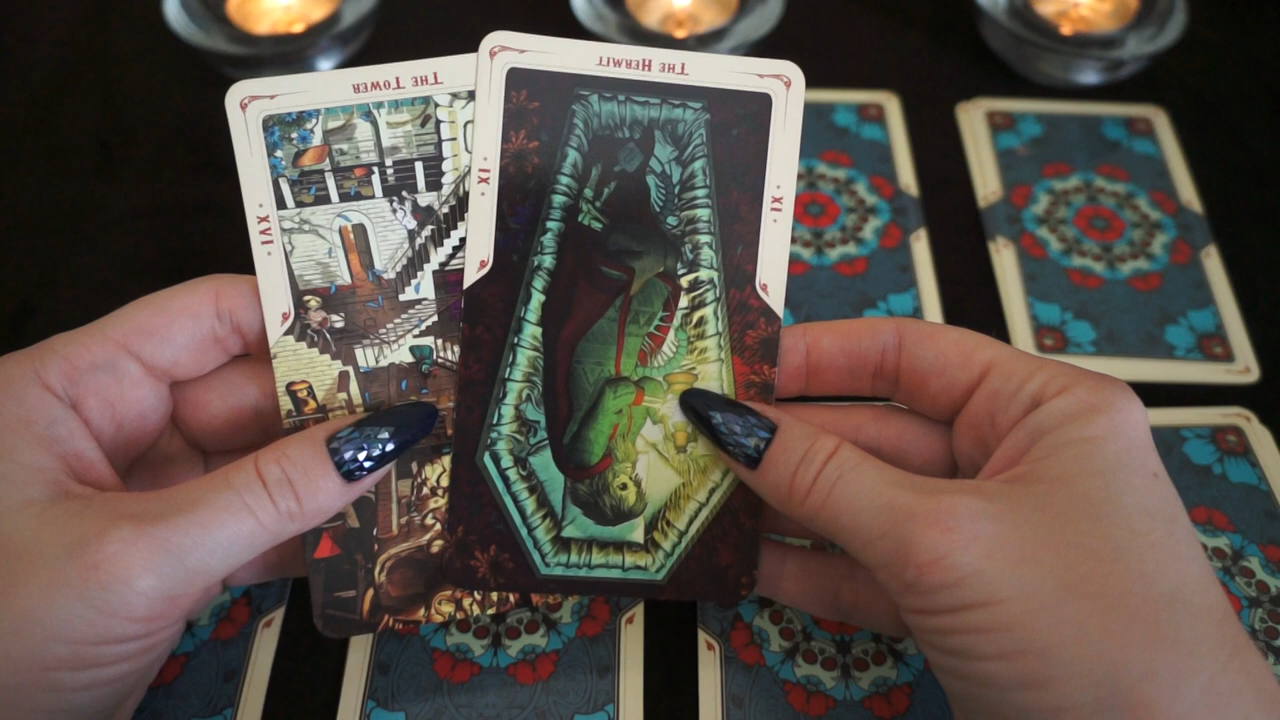 THE TOWER
· XVI ·
THE HERMIT
· IX ·
· IX ·